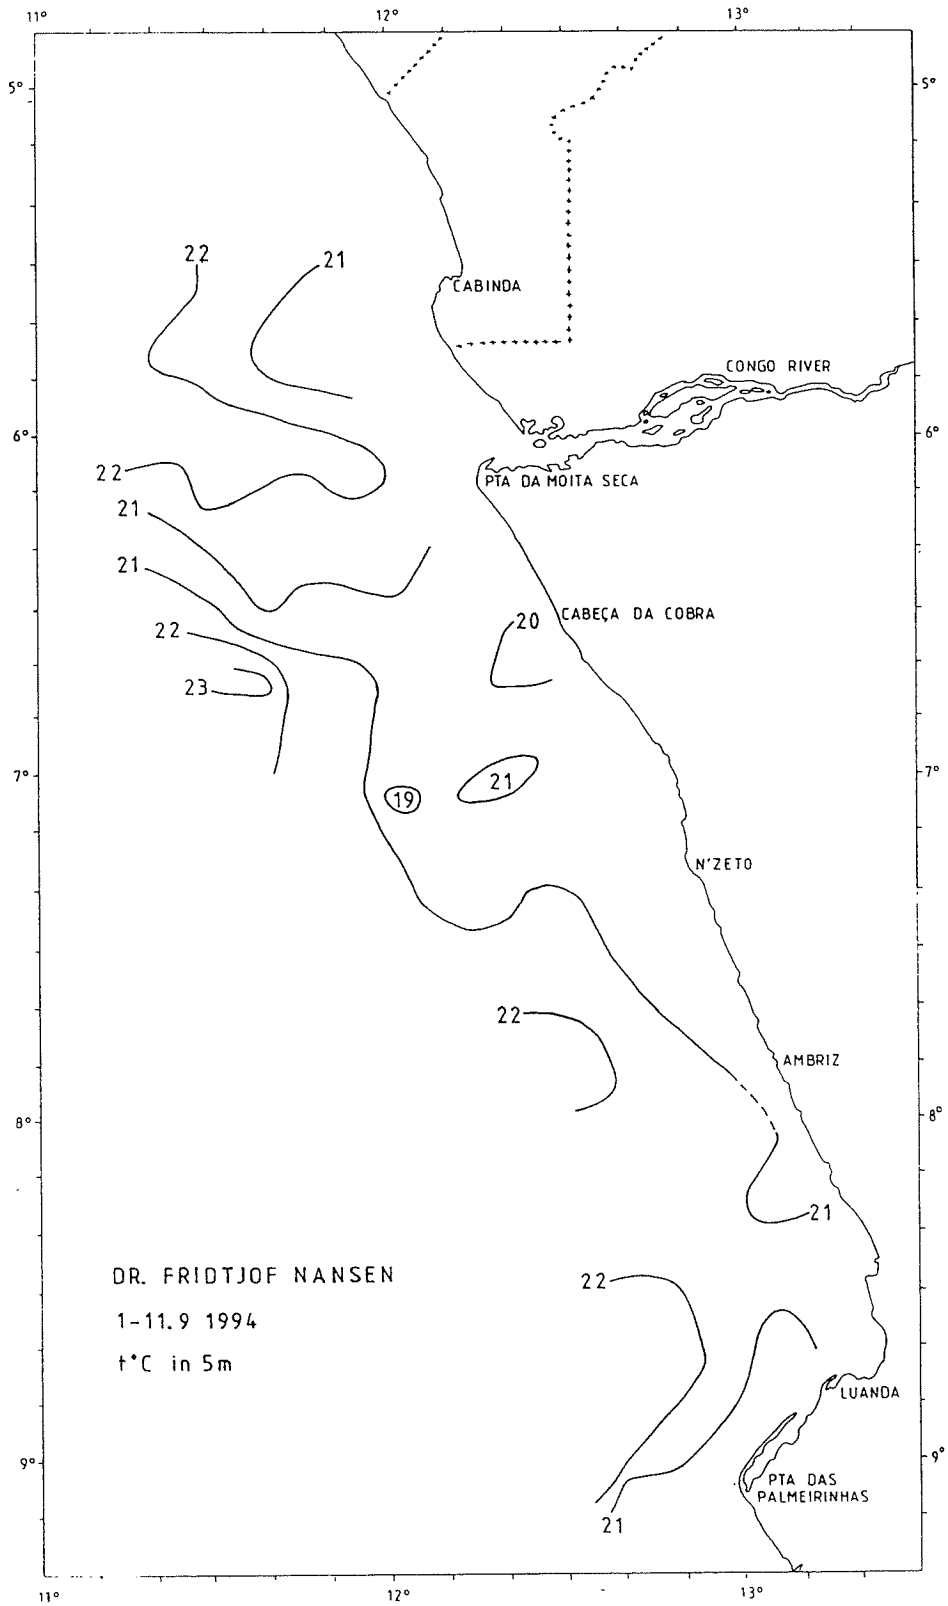 11° 12° 13°
5° 5°
22 21
CABINDA
CONGO RIVER
6° 6°
22
PTA DA MOITA SECA
21
21
CABEÇA DA COBRA
20
22
23
7° 7°
21
19
N'ZETO
22
AMBRIZ
8° 8°
21
DR. FRIDTJOF NANSEN
22
1-11.9 1994
t°C in 5m
LUANDA
9° 9°
PTA DAS
PALMEIRINHAS
21
11° 12° 13°